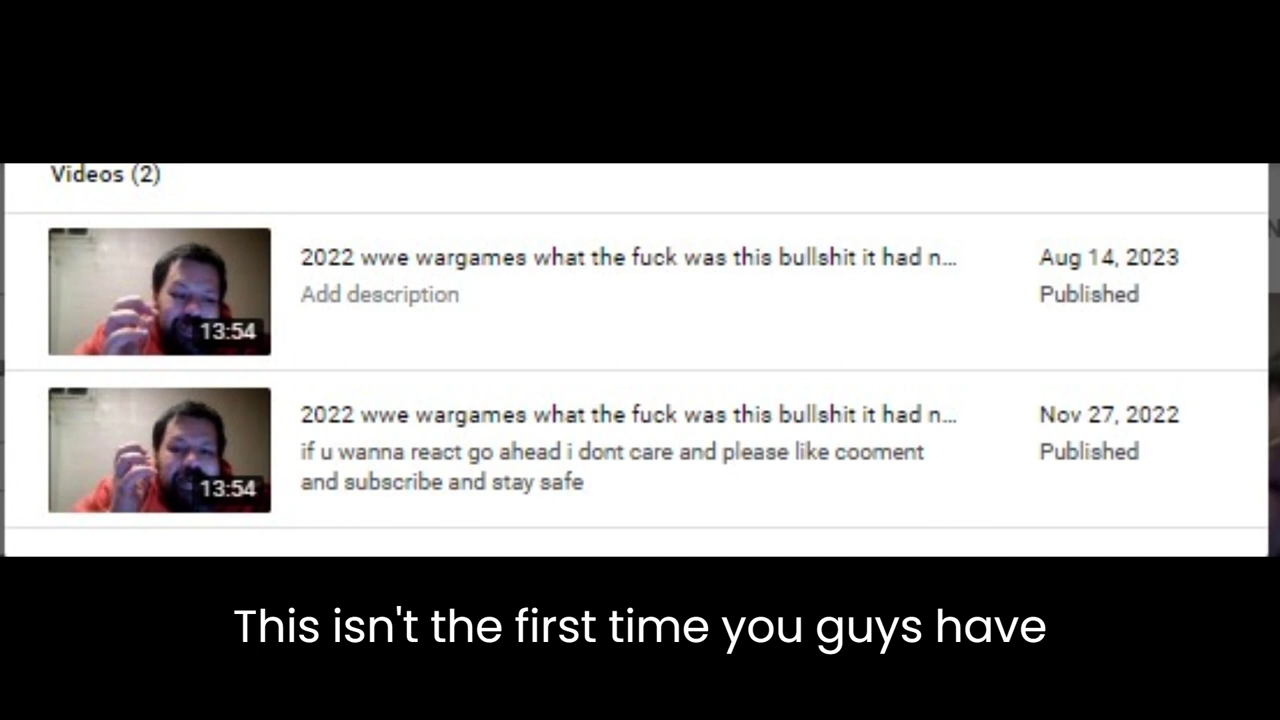 Videos (2)
2022 wwe wargames what the fuck was this bullshit it had n...
Aug 14, 2023
Add description
Published
13:54
2022 wwe wargames what the fuck was this bullshit it had n...
Nov 27, 2022
if u wanna react go ahead i dont care and please like cooment
Published
and subscribe and stay safe
13:54
This isn't the first time you guys have